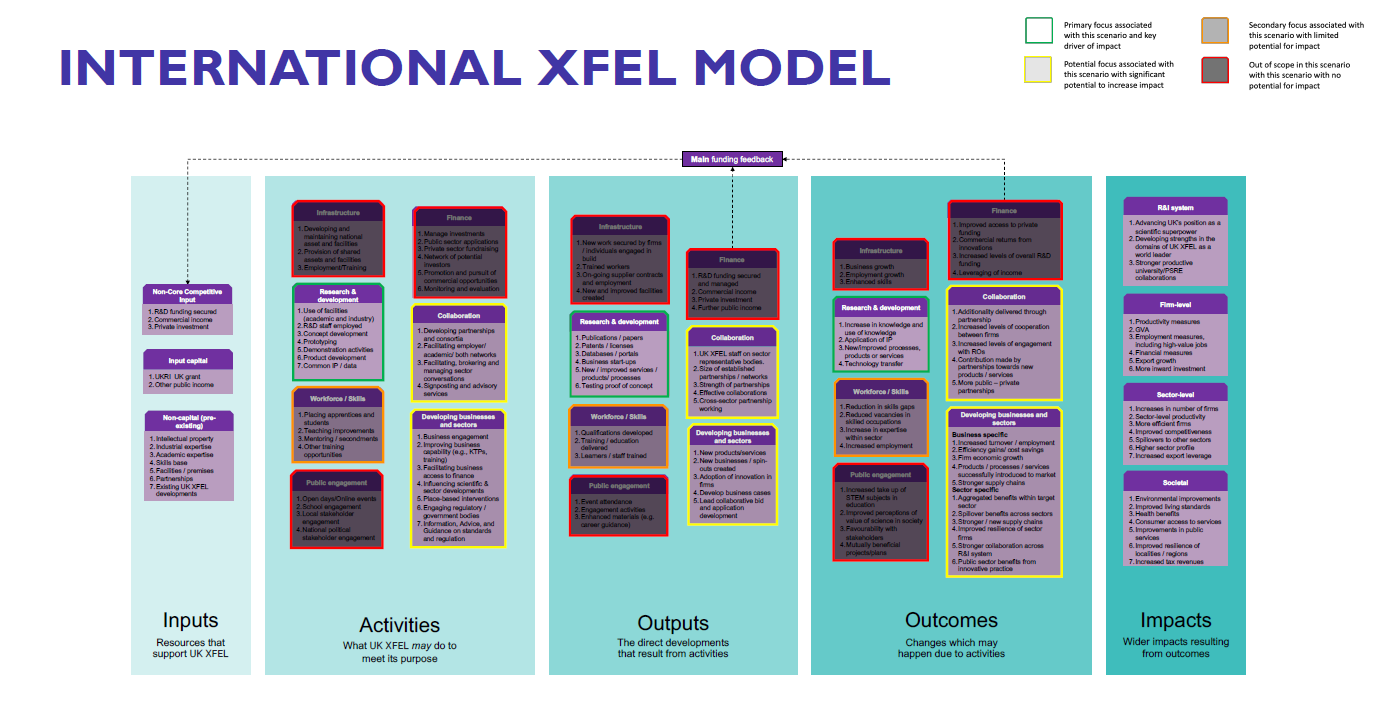 INTERNATIONAL XFEL MODEL
Primary focus associated
with this scenario and key
driver of impact
Potential focus associated with
this scenario with significant
potential to increase impact
Secondary focus associated with
this scenario with limited
potential for impact
Out of scope in this scenario
with this scenario with no
potential for impact
Main funding feedback
Non-Core Competitive
Input
1. R&D funding secured
2. Commercial income
3. Private investment
Input capital
1. UKRI UK grant
2. Other public income
Non-capital (pre-
existing)
1. Intellectual property
2. Industrial expertise
3. Academic expertise
4. Skills base
5. Facilities / premises
6. Partnerships
7. Existing UK XFEL
developments
Inputs
Resources that
support UK XFEL
Infrastructure
1. Developing and
maintaining national
asset and facilities
2. Provision of shared
assets and facilities
3. Employment/Training
Research &
development
1. Use of facilities
(academic and industry)
2. R&D staff employed
3. Concept development
4. Prototyping
5. Demonstration activities
6. Product development
7. Common IP / data
Workforce / Skills
1. Placing apprentices and
students
2. Teaching improvements
3. Mentoring / secondments
4. Other training
opportunities
Public engagement
1. Open days/Online events
2. School engagement
3. Local stakeholder
engagement
4. National political
stakeholder engagement
Finance
1. Manage investments
2. Public sector applications
3. Private sector fundraising
4. Network of potential
investors
5. Promotion and pursuit of
commercial opportunities
6. Monitoring and evaluation
Collaboration
1. Developing partnerships
and consortia
2. Facilitating employer/
academic/ both networks
3. Facilitating, brokering and
managing sector
conversations
4. Signposting and advisory
services
Developing businesses
and sectors
1. Business engagement
2. Improving business
capability (e.g., KTPs,
training)
3. Facilitating business
access to finance
4. Influencing scientific &
sector developments
5. Place-based interventions
6. Engaging regulatory /
government bodies
7. Information, Advice, and
Guidance on standards
and regulation
Activities
What UK XFEL may do to
meet its purpose
Infrastructure
1. New work secured by firms
/ individuals engaged in
build
2. Trained workers
3. On-going supplier contracts
and employment
4. New and improved facilities
created
Research & development
1. Publications / papers
2. Patents / licenses
3. Databases / portals
4. Business start-ups
5. New / improved services /
products/ processes
6. Testing proof of concept
Workforce / Skills
1. Qualifications developed
2. Training / education
delivered
3. Learners / staff trained
Public engagement
1. Event attendance
2. Engagement activities
3. Enhanced materials (e.g.
career guidance)
Finance
1. R&D funding secured
and managed
2. Commercial income
3. Private investment
4. Further public income
Collaboration
1. UK XFEL staff on sector
representative bodies.
2. Size of established
partnerships / networks
3. Strength of partnerships
4. Effective collaborations
5. Cross-sector partnership
working
Developing businesses
and sectors
1. New products/services
2. New businesses / spin-
outs created
3. Adoption of innovation in
firms
4. Develop business cases
5. Lead collaborative bid
and application
development
Outputs
The direct developments
that result from activities
Infrastructure
1. Business growth
2. Employment growth
3. Enhanced skills
Research & development
1. Increase in knowledge and
use of knowledge
2. Application of IP
3. New/improved processes,
products or services
4. Technology transfer
Workforce / Skills
1. Reduction in skills gaps
2. Reduced vacancies in
skilled occupations
3. Increase in expertise
within sector
4. Increased employment
Public engagement
1. Increased take up of
STEM subjects in
education
2. Improved perceptions of
value of science in society
3. Favourability with
stakeholders
4. Mutually beneficial
projects/plans
Finance
1. Improved access to private
funding
2. Commercial returns from
innovations
3. Increased levels of overall R&D
funding
4. Leveraging of income
Collaboration
1. Additionality delivered through
partnership
2. Increased levels of cooperation
between firms
3. Increased levels of engagement
with ROs
4. Contribution made by
partnerships towards new
products / services
5. More public – private
partnerships
Developing business and
sectors
Business specific
1. Increased turnover / employment
2. Efficiency gains/ cost savings
3. Firm economic growth
4. Products / processes / services
successfully introduced to market
5. Stronger supply chains
Sector specific
1. Aggregated benefits within target
sector
2. Spillover benefits across sectors
3. Stronger / new supply chains
4. Improved resilience of sector
firms
5. Stronger collaboration across
R&I system
6. Public sector benefits from
innovative practice
Outcomes
Changes which may
happen due to activities
R&I system
1. Advancing UK's position as a
scientific superpower
2. Developing strengths in the
domains of UK XFEL as a
world leader
3. Stronger productive
university/PSRE
collaborations
Firm-level
1. Productivity measures
2. GVA
3. Employment measures,
including high-value jobs
4. Financial measures
5. Export growth
6. More inward investment
Sector-level
1. Increases in number of firms
2. Sector-level productivity
3. More efficient firms
4. Improved competitiveness
5. Spillovers to other sectors
6. Higher sector profile
7. Increased export leverage
Societal
1. Environmental improvements
2. Improved living standards
3. Health benefits
4. Consumer access to services
5. Improvements in public
services
6. Improved resilience of
localities / regions
7. Increased tax revenues
Impacts
Wider impacts resulting
from outcomes